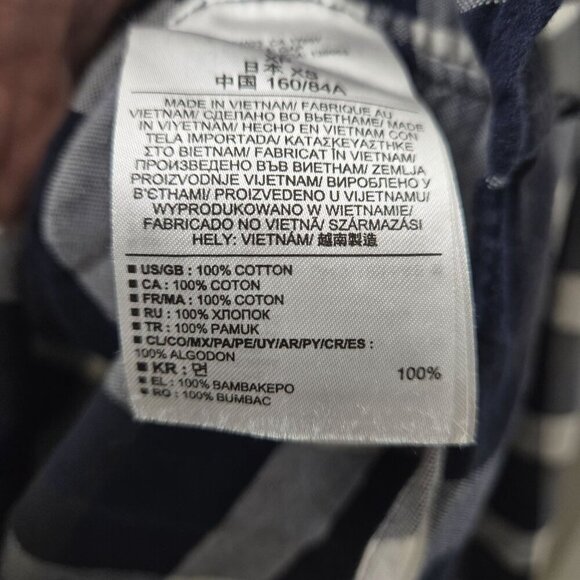 日本 XS
中国 160/84A
MADE IN VIETNAM/ FABRIQUE AU
VIETNAM/ СДЕЛАНО ВО ВЬЕТНАМЕ/ MADE
IN VIYETNAM/ HECHO EN VIETNAM CON
TELA IMPORTADA/ ΚΑΤΑΣΚΕΥΑΣΤΗΚΕ
ΣΤΟ ΒΙΕΤΝΑΜ/ FABRICAT ÎN VIETNAM/
ПРОИЗВЕДЕНО ВЪВ ВИЕТНАМ/ ZEMLJA
PROIZVODNJE VIJETNAM/ ВИРОБЛЕНО У
В'ЄТНАМІ/ PROIZVEDENO U VIJETNAMU/
WYPRODUKOWANO W WIETNAMIE/
FABRICADO NO VIETNÃ/ SZÁRMAZÁSI
HELY: VIETNÁM/ 越南製造
■ US/GB : 100% COTTON
■ CA : 100% COTON
■ FR/MA : 100% COTON
■ RU : 100% ХЛОПОК
■ TR : 100% PAMUK
■ CL/CO/MX/PA/PE/UY/AR/PY/CR/ES :
100% ALGODON
■ KR : 면 100%
■ EL : 100% ΒΑΜΒΑΚΕΡΟ
■ RO : 100% BUMBAC